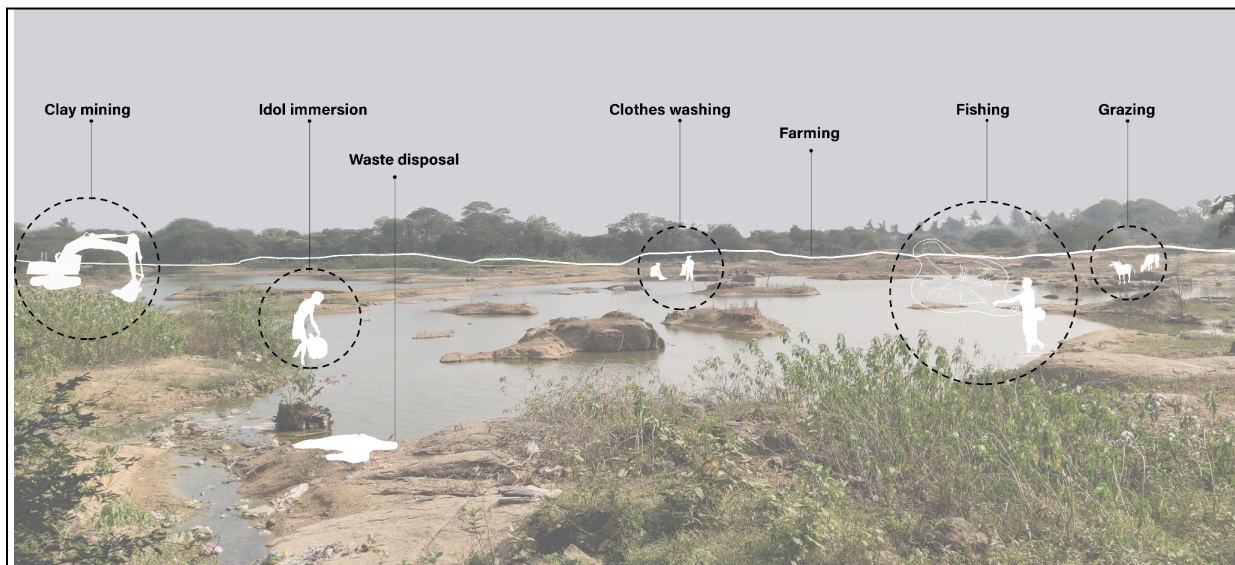 Clay mining
Idol immersion
Clothes washing
Fishing
Grazing
Farming
Waste disposal